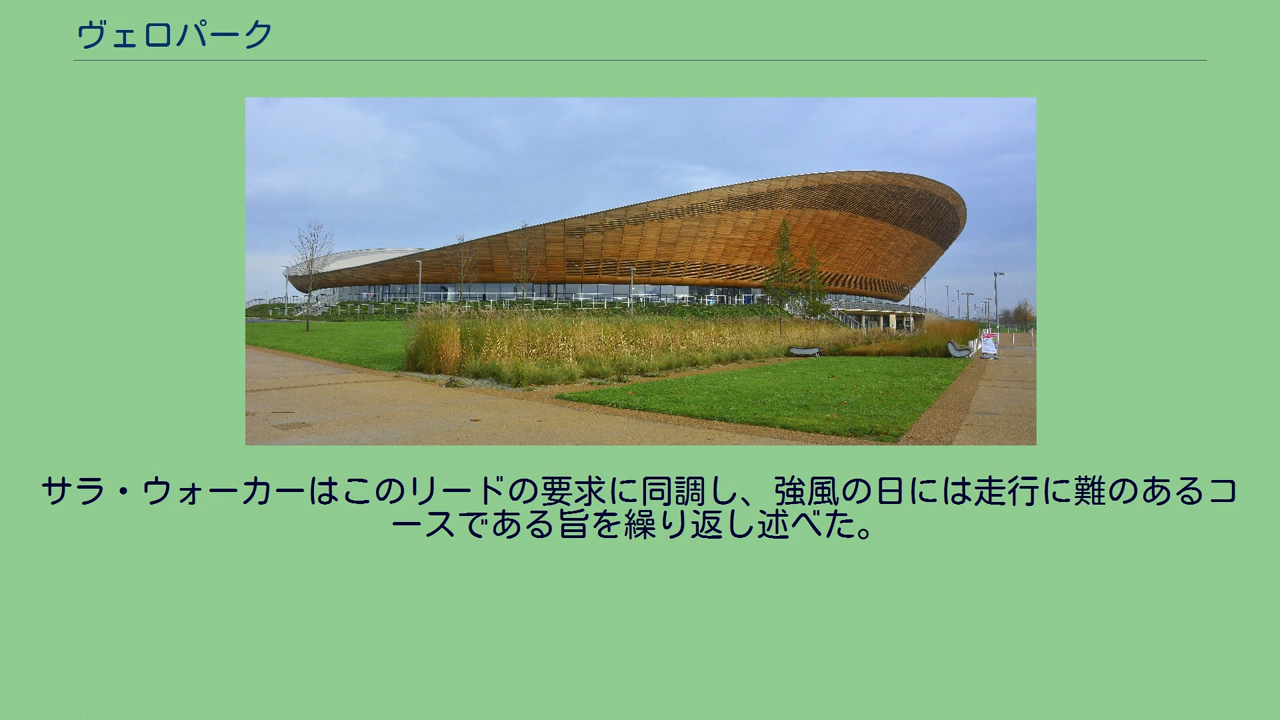 ヴェロパーク
サラ・ウォーカーはこのリードの要求に同調し、強風の日には走行に難のあるコ
ースである旨を繰り返し述べた。